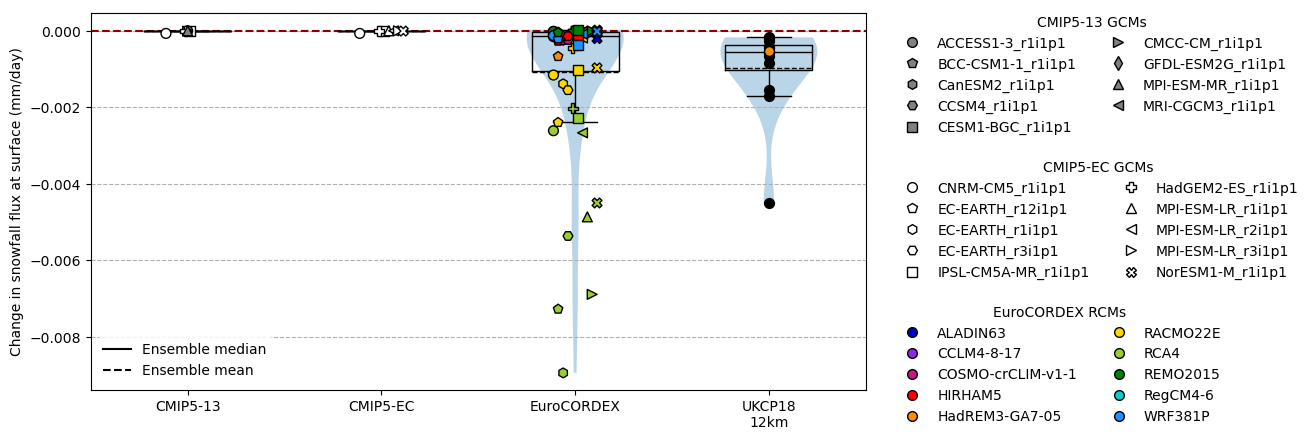 Change in snowfall flux at surface (mm/day)
0.000
−0.002
−0.004
−0.006
−0.008
Ensemble median
Ensemble mean
CMIP5-13
CMIP5-EC
EuroCORDEX
UKCP18
12km
CMIP5-13 GCMs
ACCESS1-3_r1i1p1
BCC-CSM1-1_r1i1p1
CanESM2_r1i1p1
CCSM4_r1i1p1
CESM1-BGC_r1i1p1
CMCC-CM_r1i1p1
GFDL-ESM2G_r1i1p1
MPI-ESM-MR_r1i1p1
MRI-CGCM3_r1i1p1
CMIP5-EC GCMs
CNRM-CM5_r1i1p1
EC-EARTH_r12i1p1
EC-EARTH_r1i1p1
EC-EARTH_r3i1p1
IPSL-CM5A-MR_r1i1p1
HadGEM2-ES_r1i1p1
MPI-ESM-LR_r1i1p1
MPI-ESM-LR_r2i1p1
MPI-ESM-LR_r3i1p1
NorESM1-M_r1i1p1
EuroCORDEX RCMs
ALADIN63
CCLM4-8-17
COSMO-crCLIM-v1-1
HIRHAM5
HadREM3-GA7-05
RACMO22E
RCA4
REMO2015
RegCM4-6
WRF381P